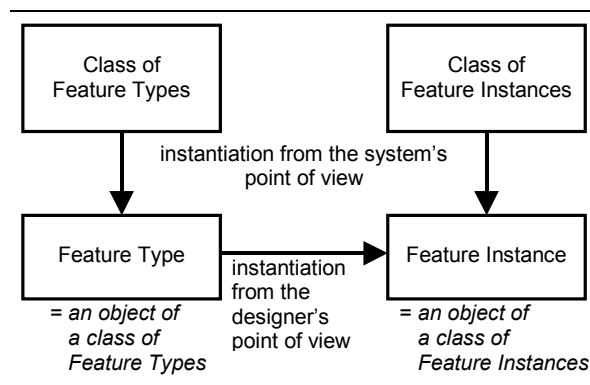 Class of
Feature Types
Class of
Feature Instances
instantiation from the system's
point of view
Feature Type
Feature Instance
instantiation
from the
designer's
point of view
= an object of
a class of
Feature Types
= an object of
a class of
Feature Instances